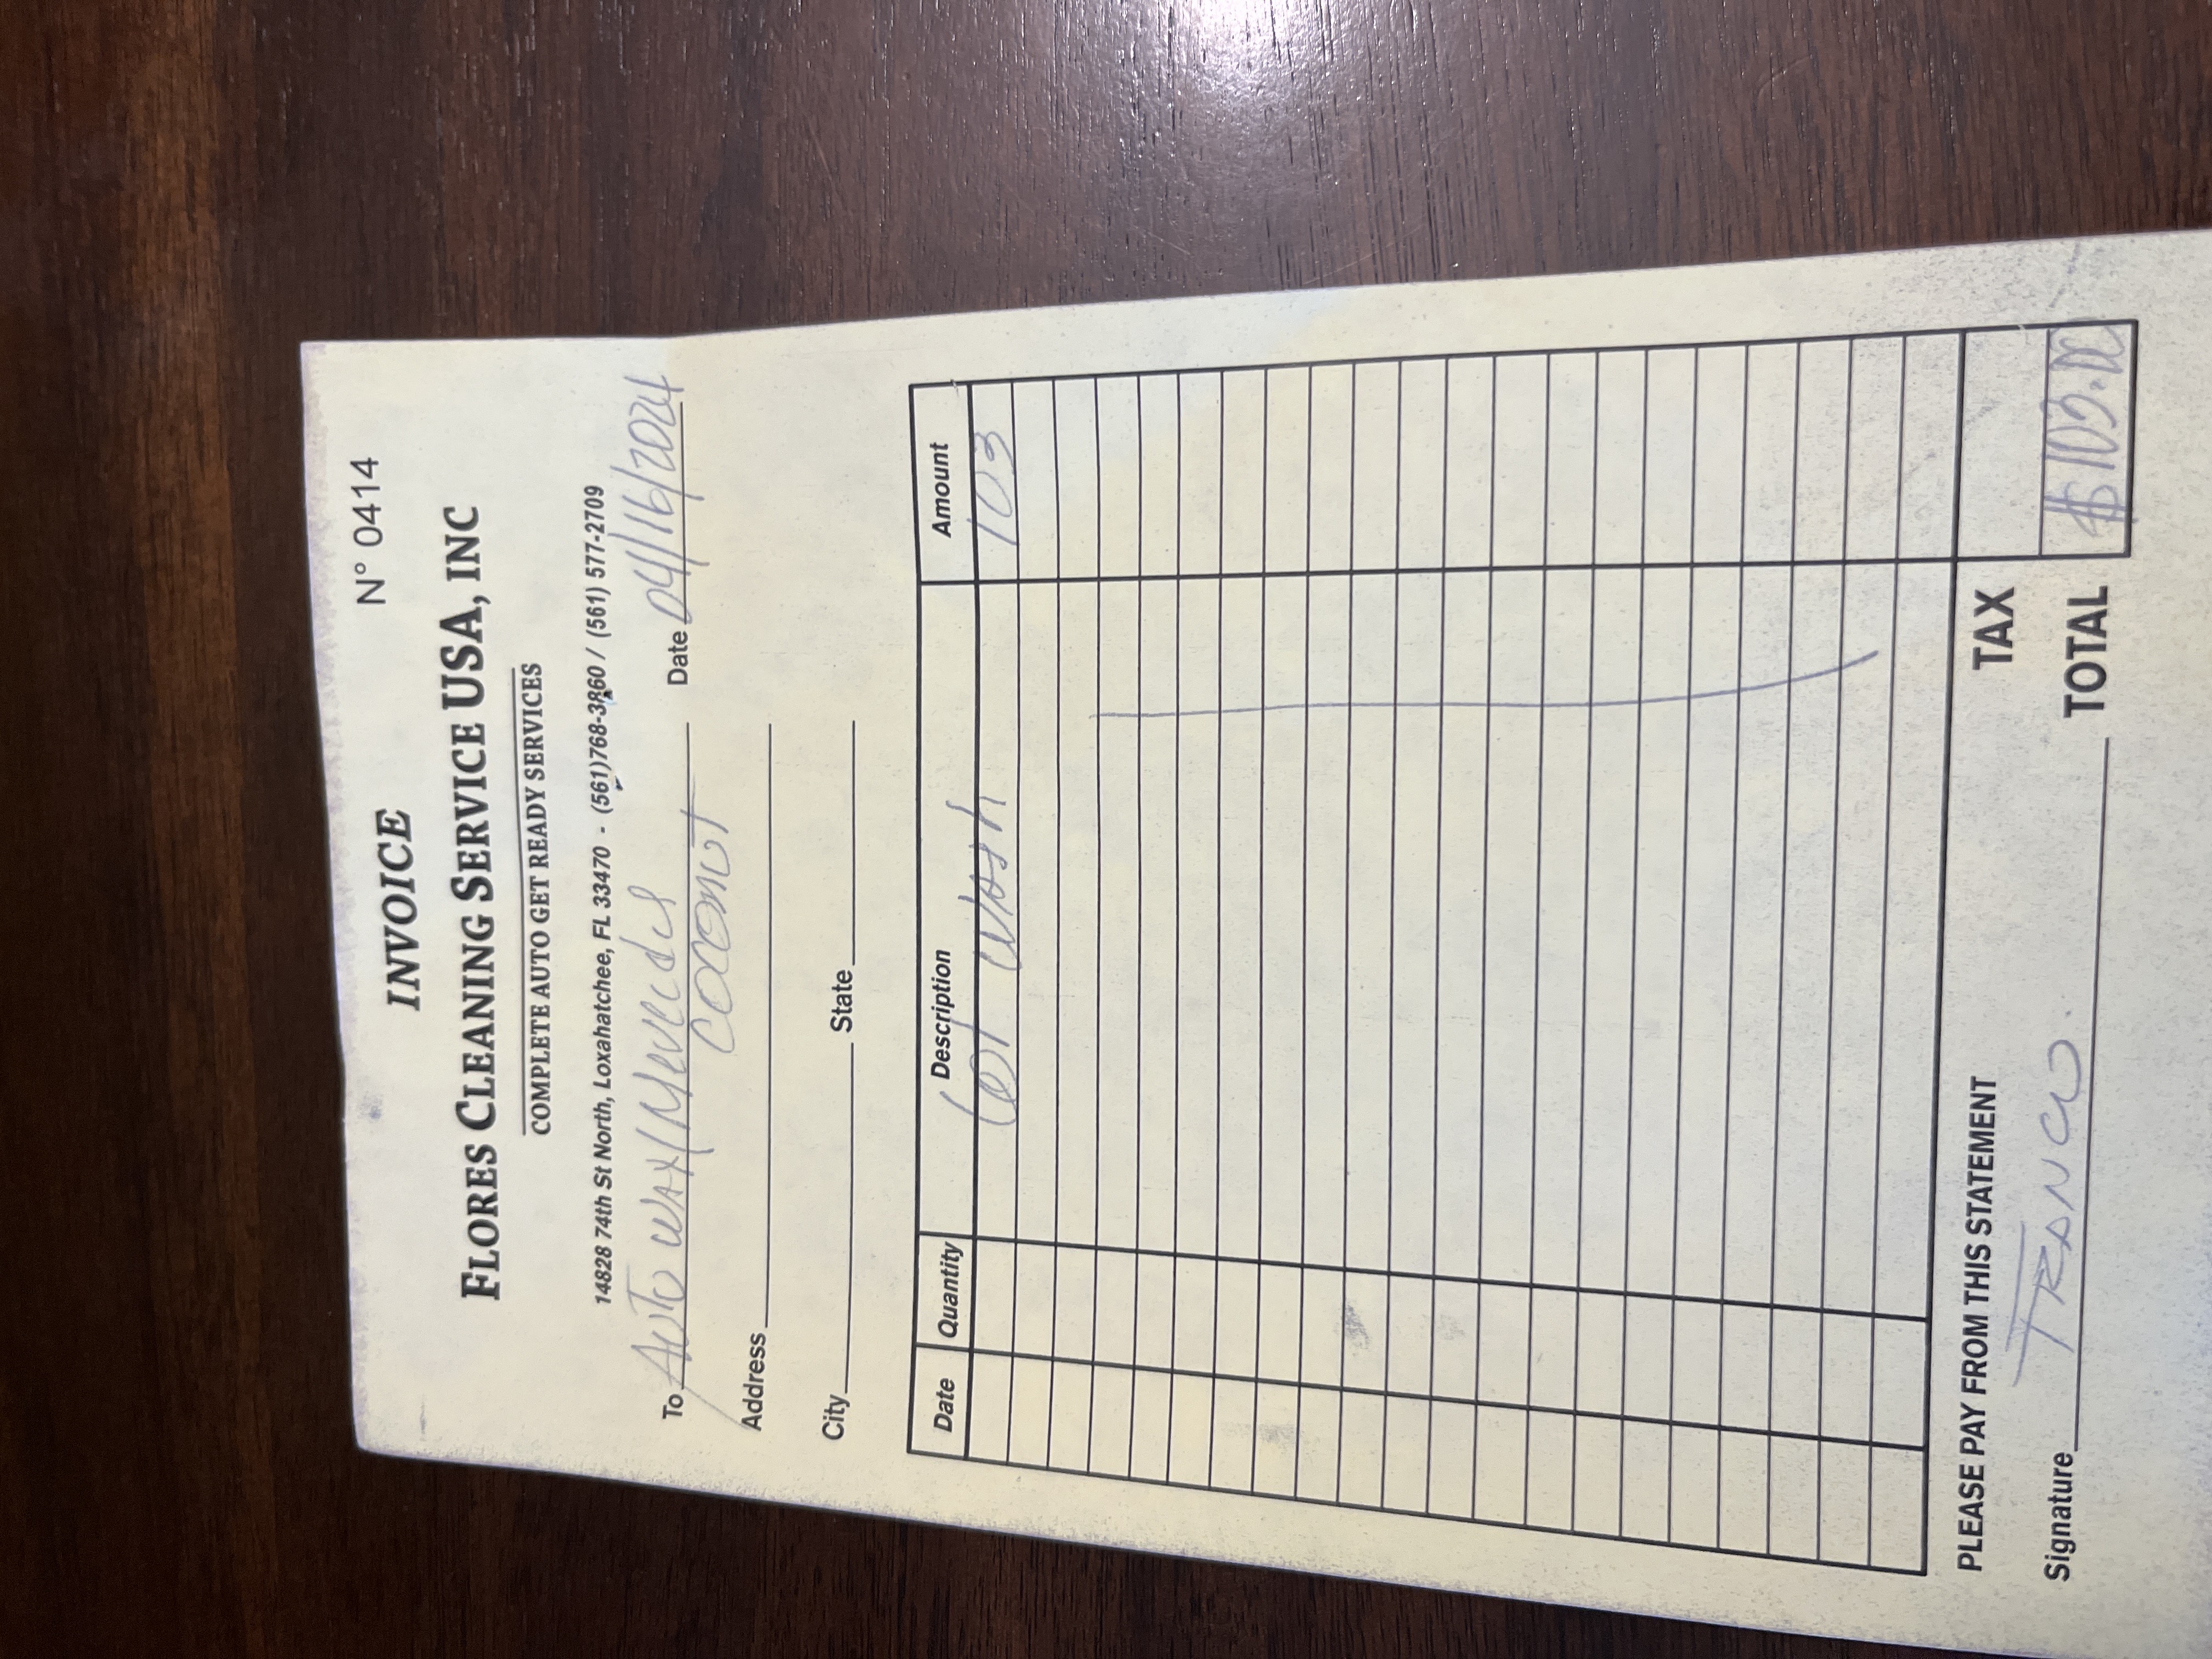 INVOICE N° 0414
FLORES CLEANING SERVICE USA, INC
COMPLETE AUTO GET READY SERVICES
14828 74th St North, Loxahatchee, FL 33470 - (561)768-3860 / (561) 577-2709
To AUTO WAX/Mercedes Date 04/16/2024
COCONUT
Address
City State
Date Quantity Description Amount
Lot WASH 103
PLEASE PAY FROM THIS STATEMENT TAX
Signature FRANCO TOTAL $103.00